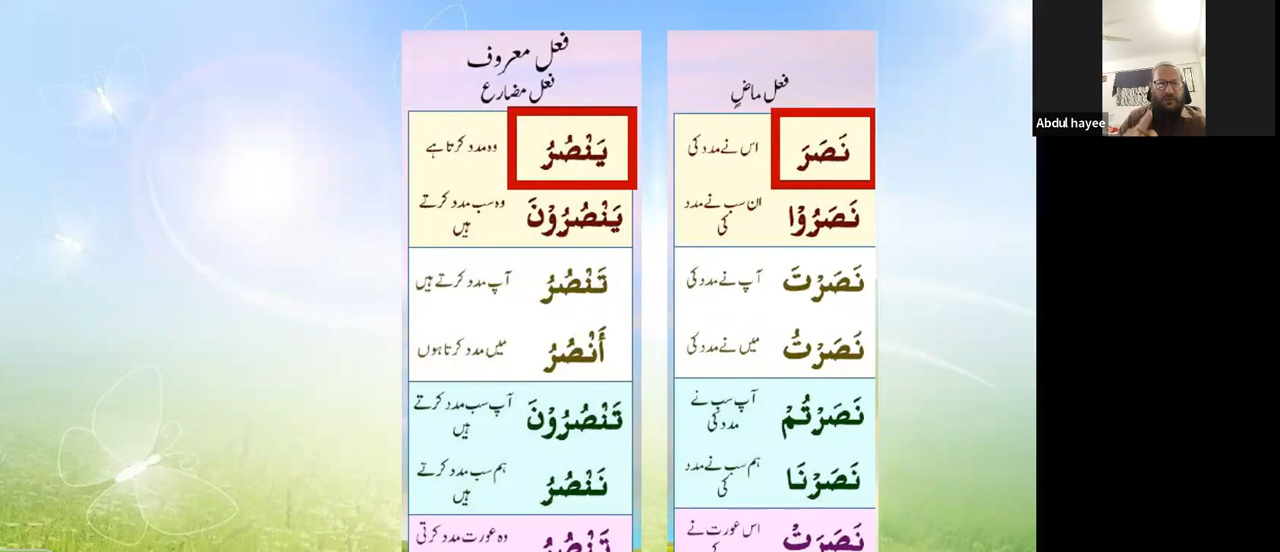 فعل ماضٍ
نَصَرَ اس نے مدد کی
نَصَرُوْا ان سب نے مدد
کی
نَصَرْتَ آپ نے مدد کی
نَصَرْتُ میں نے مدد کی
نَصَرْتُمْ آپ سب نے
مدد کی
نَصَرْنَا ہم سب نے مدد
کی
نَصَرَتْ اس عورت نے
فعل معروف
فعل مضارع
يَنْصُرُ وہ مدد کرتا ہے
يَنْصُرُوْنَ وہ سب مدد کرتے
ہیں
تَنْصُرُ آپ مدد کرتے ہیں
أَنْصُرُ میں مدد کرتا ہوں
تَنْصُرُوْنَ آپ سب مدد کرتے
ہیں
نَنْصُرُ ہم سب مدد کرتے
ہیں
تَنْصُرُ وہ عورت مدد کرتی
Abdul hayee